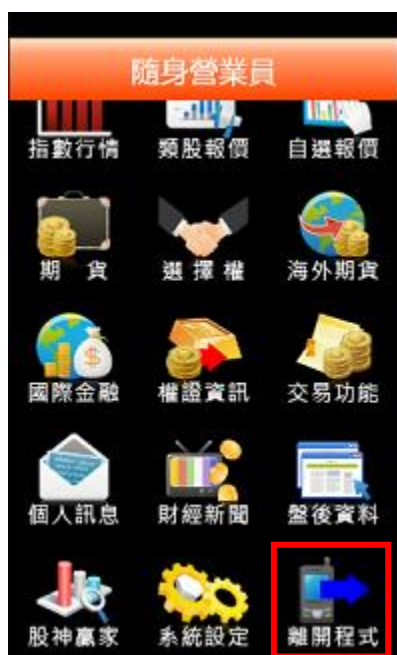 隨身營業員
指數行情 類股報價 自選報價
期 貨 選 擇 權 海外期貨
國際金融 權證資訊 交易功能
個人訊息 財經新聞 盤後資料
股神贏家 系統設定 離開程式